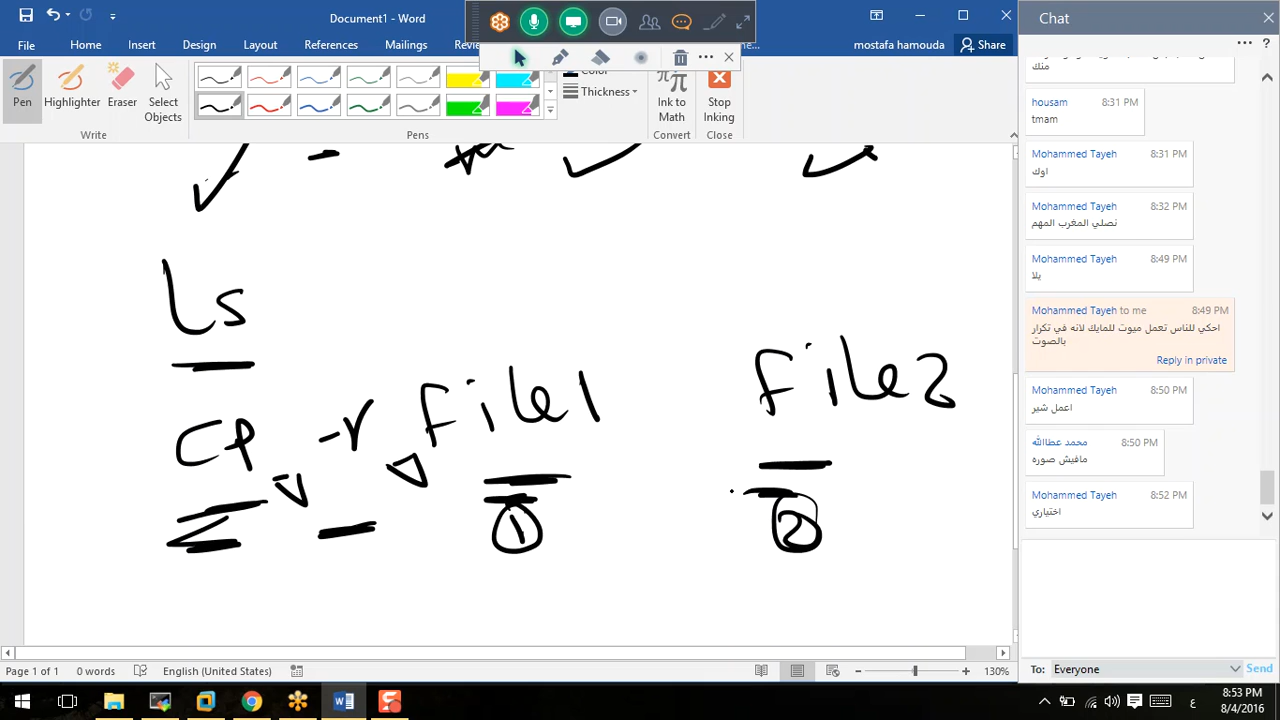 Document1 - Word
mostafa hamouda
Share
File
Home
Insert
Design
Layout
References
Mailings
Pen
Highlighter
Eraser
Select Objects
Color
Thickness
Ink to Math
Stop Inking
Write
Pens
Convert
Close
Ls
cp -r file1 file2
1 2
Page 1 of 1
0 words
English (United States)
130%
Chat
منك
housam 8:31 PM
tmam
Mohammed Tayeh 8:31 PM
اوك
Mohammed Tayeh 8:32 PM
نصلي المغرب المهم
Mohammed Tayeh 8:49 PM
يلا
Mohammed Tayeh to me 8:49 PM
احكي للناس تعمل ميوت للمايك لانه في تكرار
بالصوت
Reply in private
Mohammed Tayeh 8:50 PM
اعمل شير
محمد عطاالله 8:50 PM
مافيش صوره
Mohammed Tayeh 8:52 PM
اختباري
To: Everyone
Send
ع
8:53 PM
8/4/2016